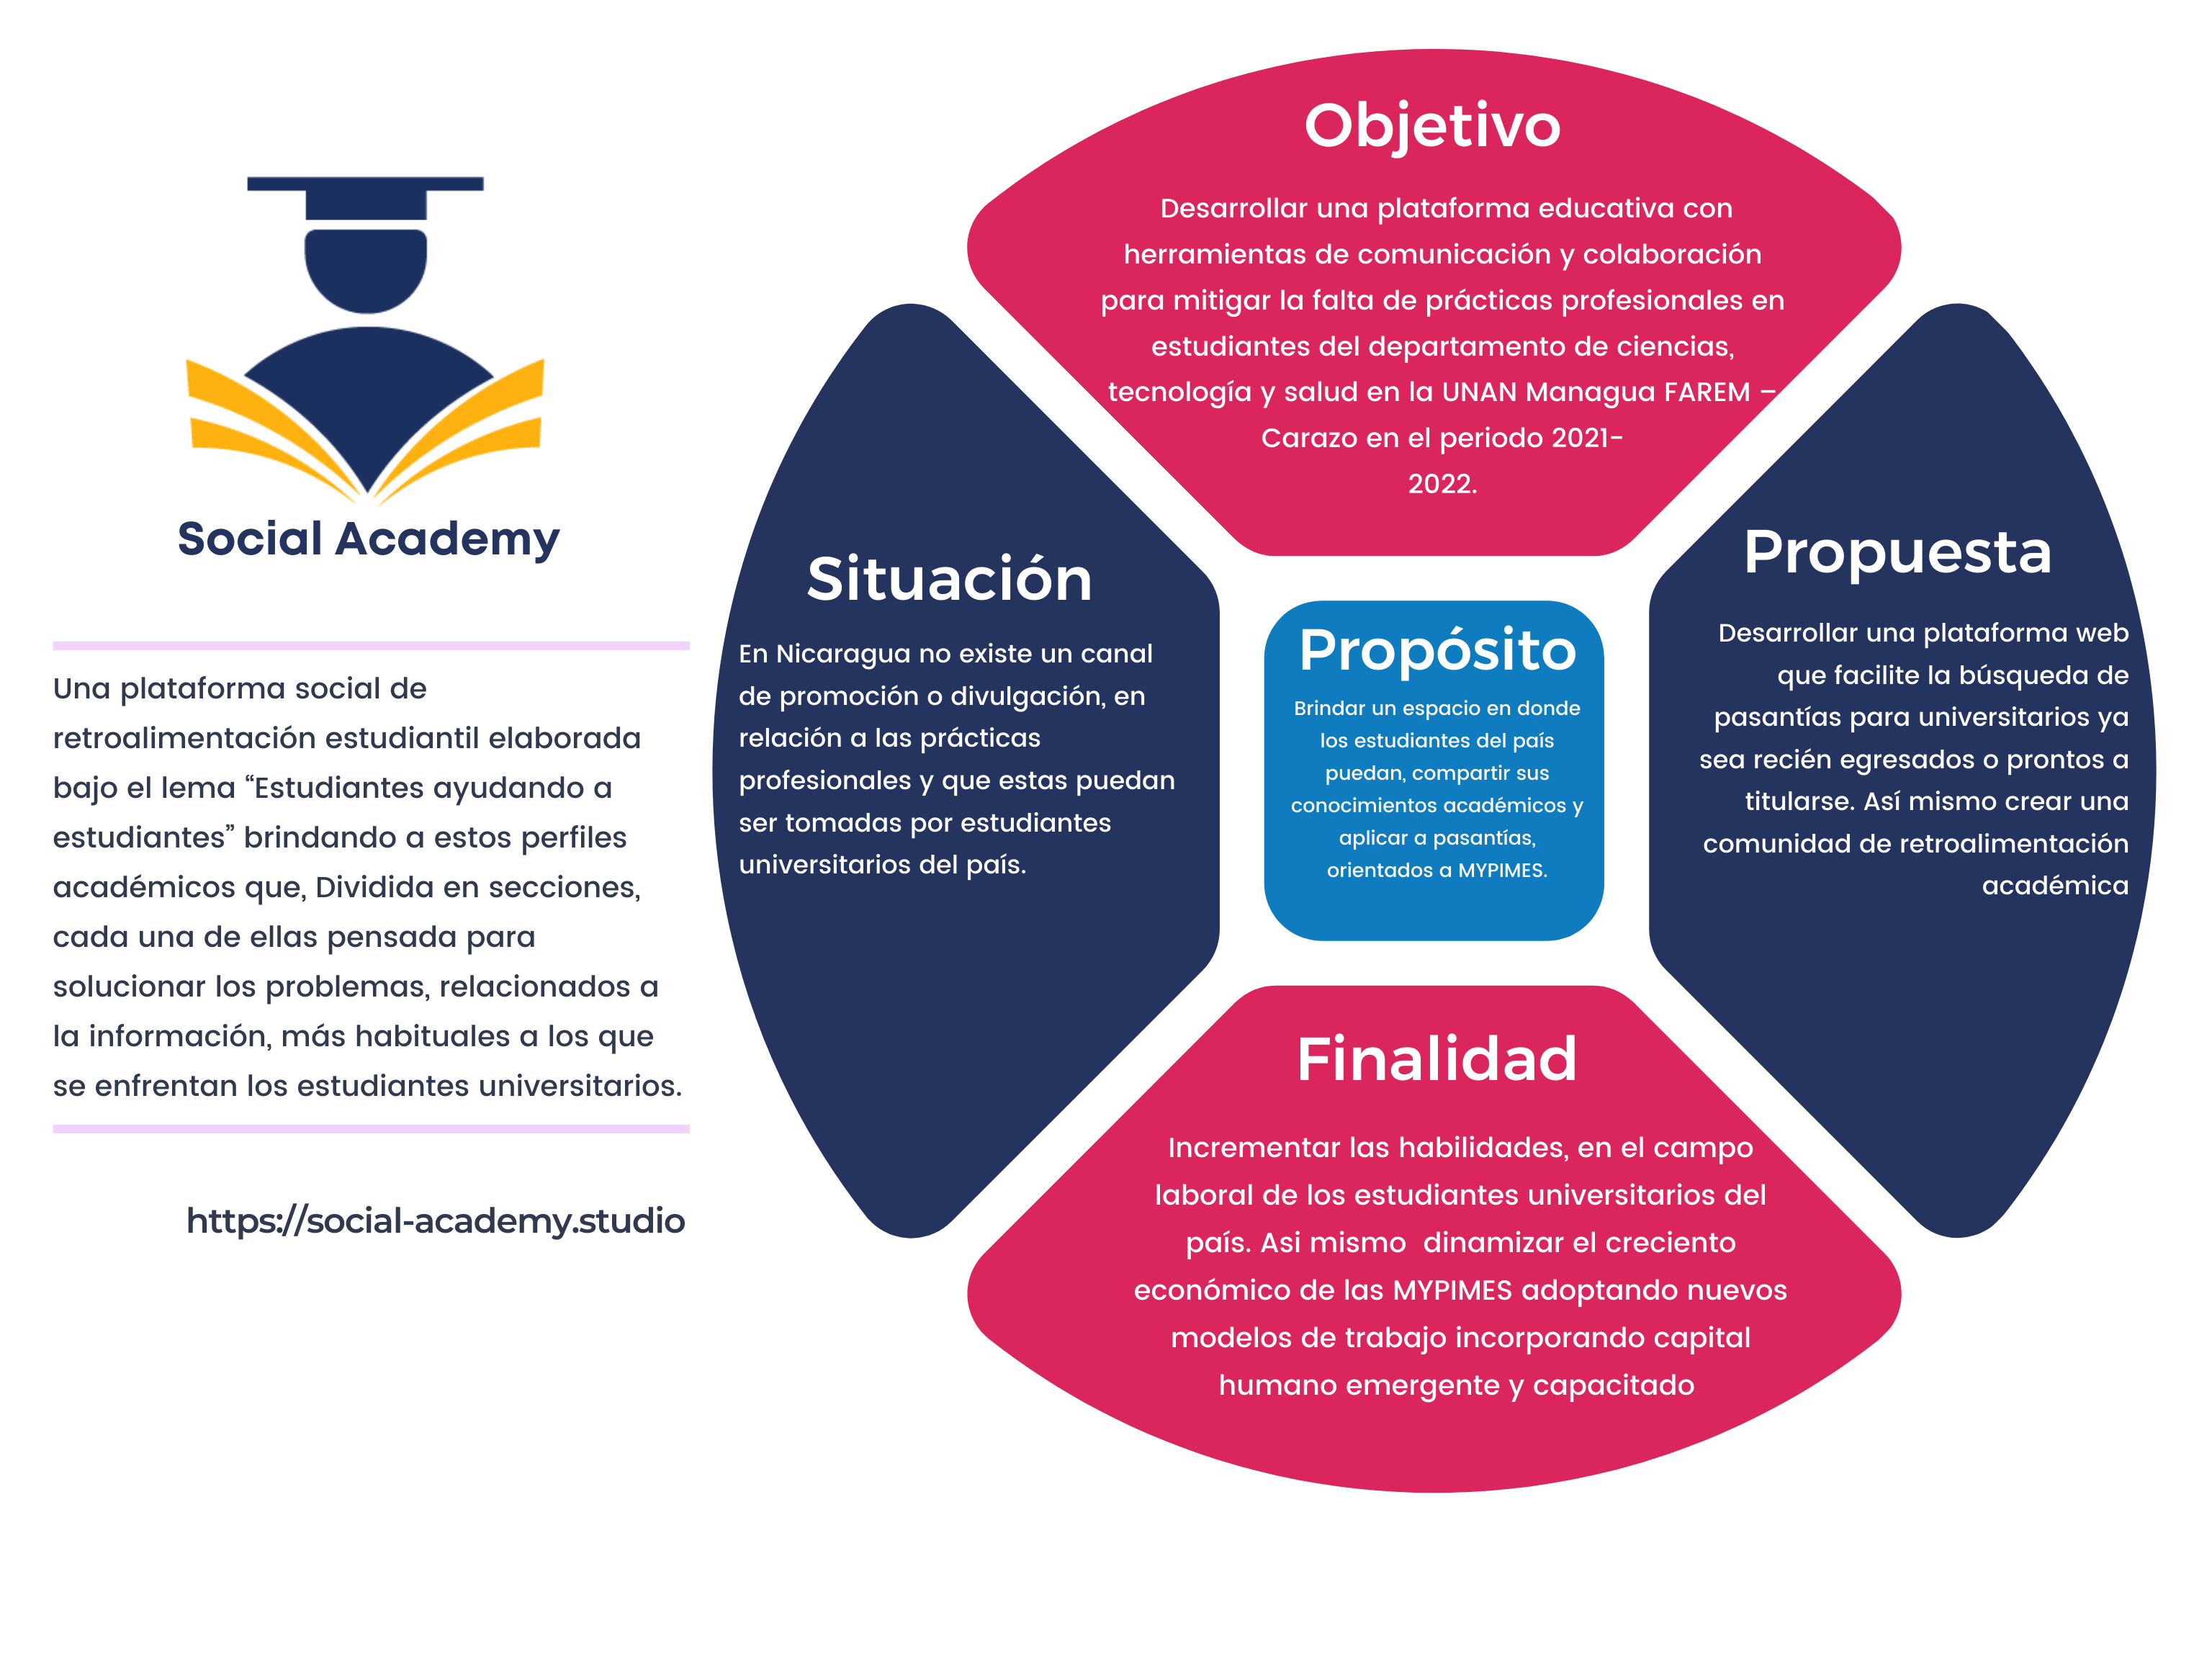 Social Academy
Una plataforma social de
retroalimentación estudiantil elaborada
bajo el lema “Estudiantes ayudando a
estudiantes” brindando a estos perfiles
académicos que, Dividida en secciones,
cada una de ellas pensada para
solucionar los problemas, relacionados a
la información, más habituales a los que
se enfrentan los estudiantes universitarios.
https://social-academy.studio
Objetivo
Desarrollar una plataforma educativa con
herramientas de comunicación y colaboración
para mitigar la falta de prácticas profesionales en
estudiantes del departamento de ciencias,
tecnología y salud en la UNAN Managua FAREM –
Carazo en el periodo 2021-
2022.
Situación
En Nicaragua no existe un canal
de promoción o divulgación, en
relación a las prácticas
profesionales y que estas puedan
ser tomadas por estudiantes
universitarios del país.
Propósito
Brindar un espacio en donde
los estudiantes del país
puedan, compartir sus
conocimientos académicos y
aplicar a pasantías,
orientados a MYPIMES.
Propuesta
Desarrollar una plataforma web
que facilite la búsqueda de
pasantías para universitarios ya
sea recién egresados o prontos a
titularse. Así mismo crear una
comunidad de retroalimentación
académica
Finalidad
Incrementar las habilidades, en el campo
laboral de los estudiantes universitarios del
país. Asi mismo  dinamizar el creciento
económico de las MYPIMES adoptando nuevos
modelos de trabajo incorporando capital
humano emergente y capacitado